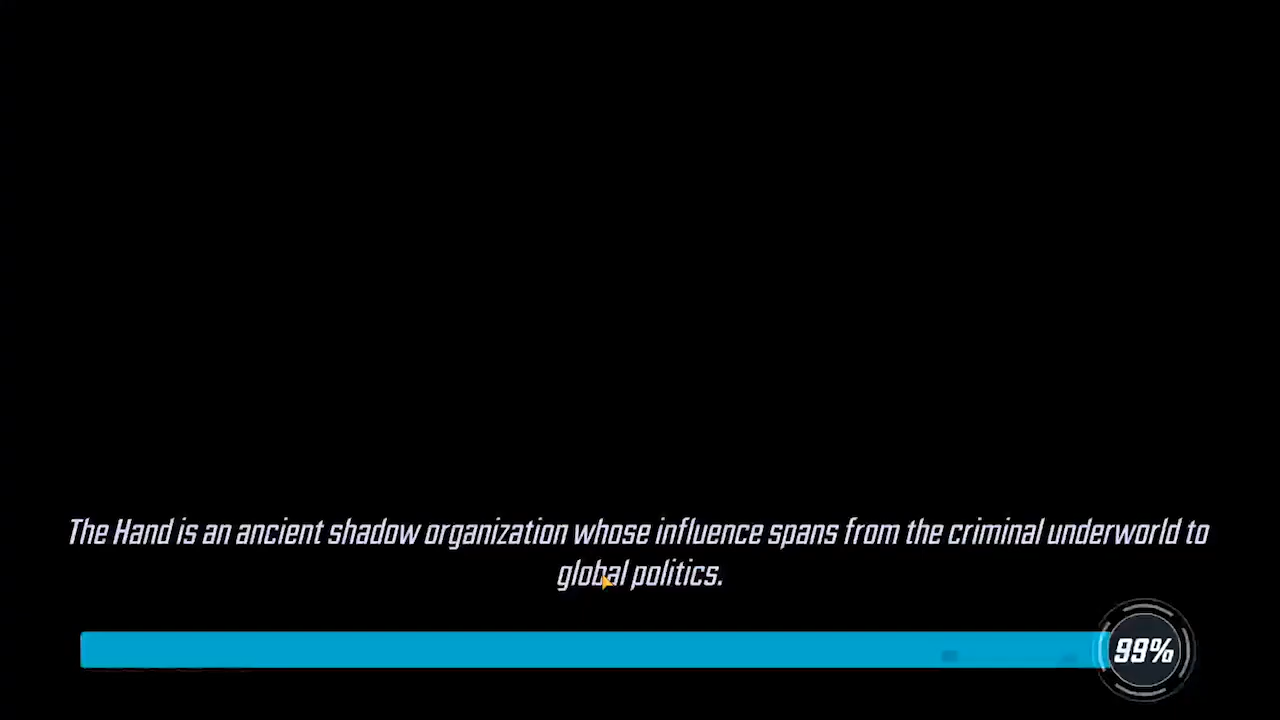 The Hand is an ancient shadow organization whose influence spans from the criminal underworld to
global politics.
99%